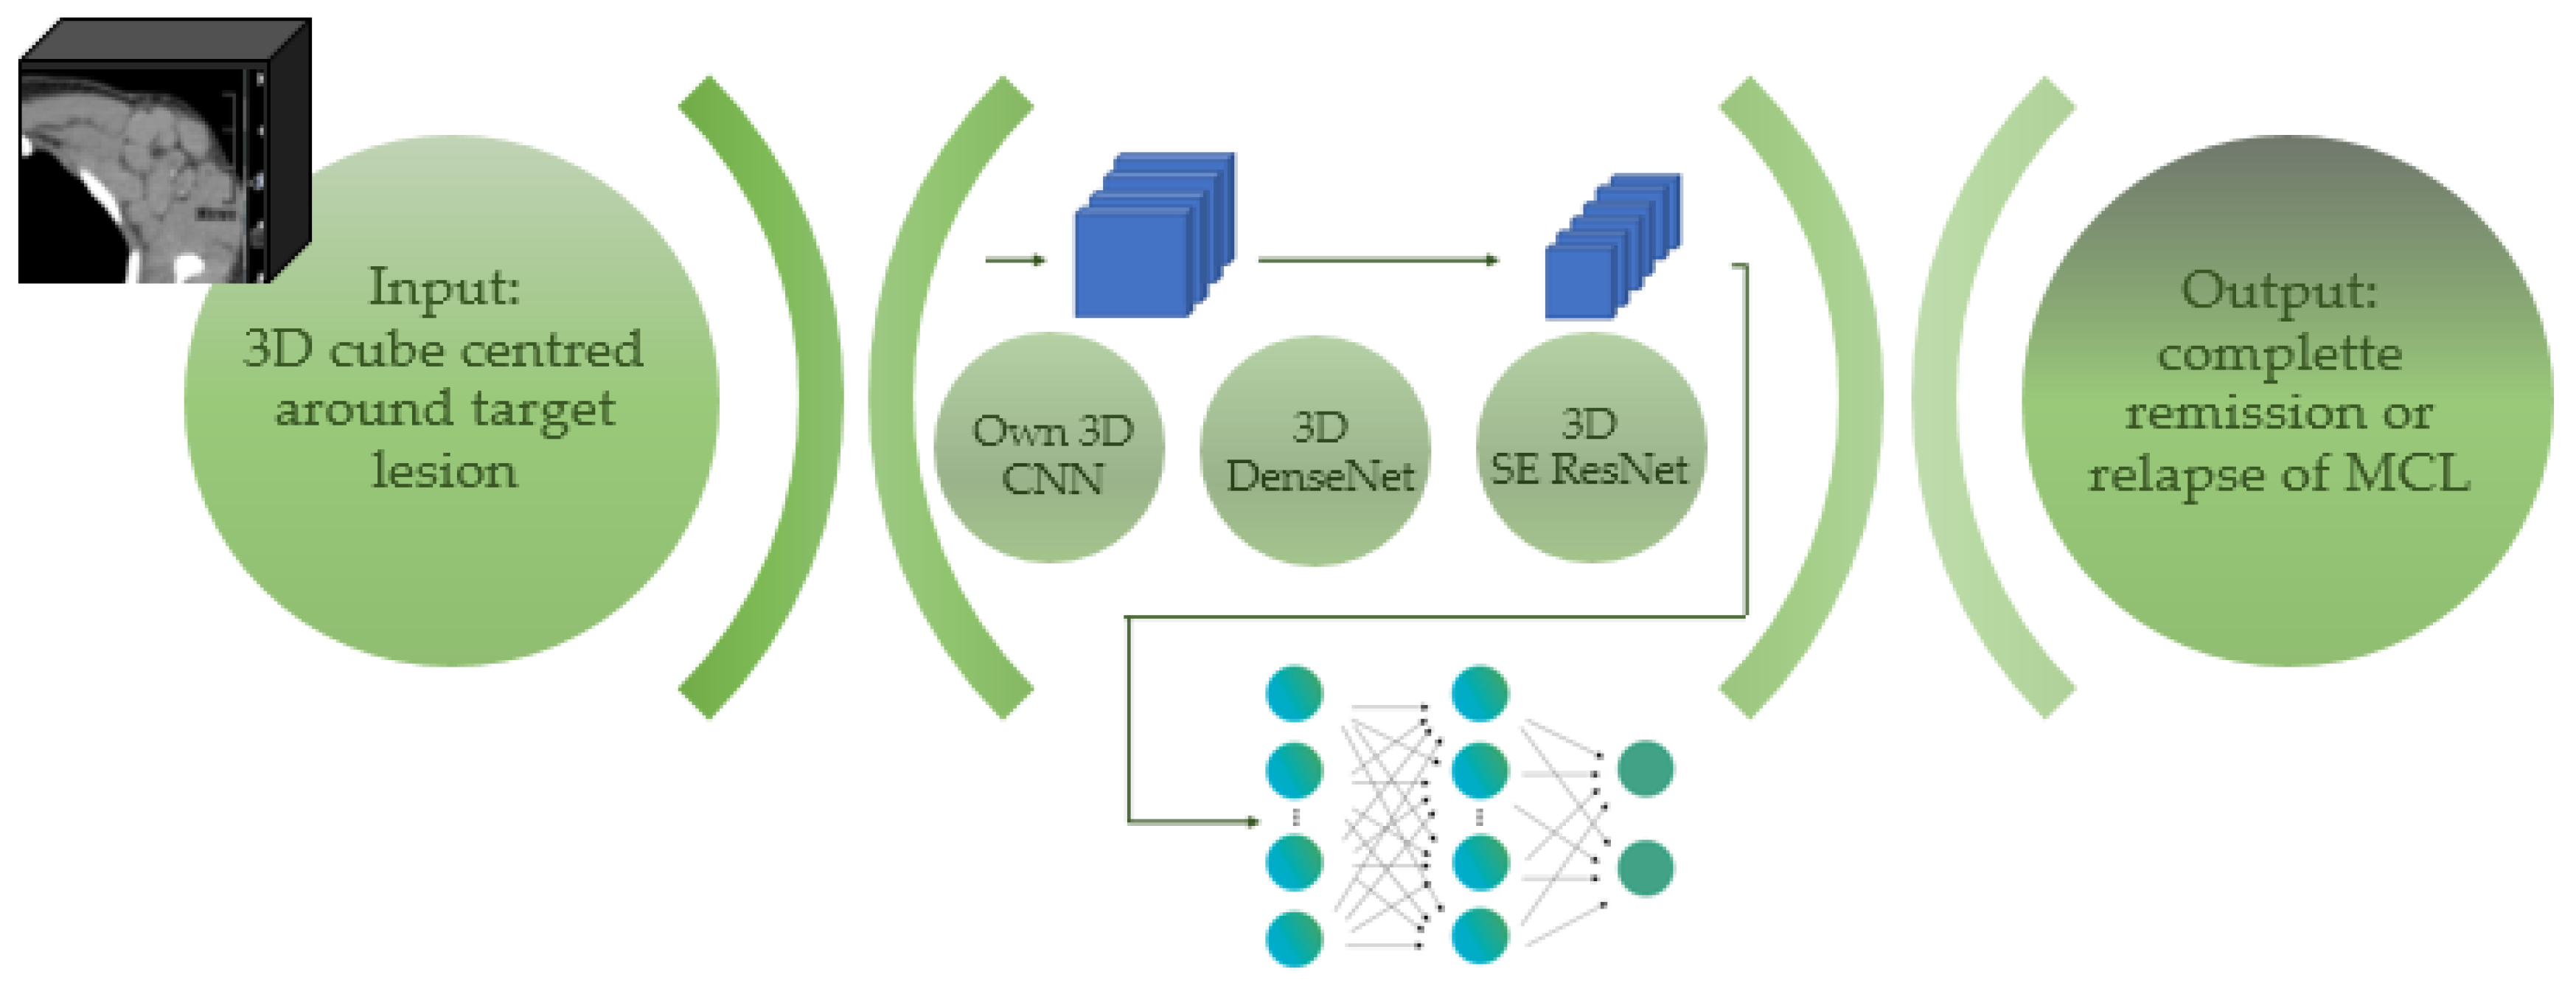 Input:
3D cube centred
around target
lesion
Own 3D
CNN
3D
DenseNet
3D
SE ResNet
Output:
complette
remission or
relapse of MCL